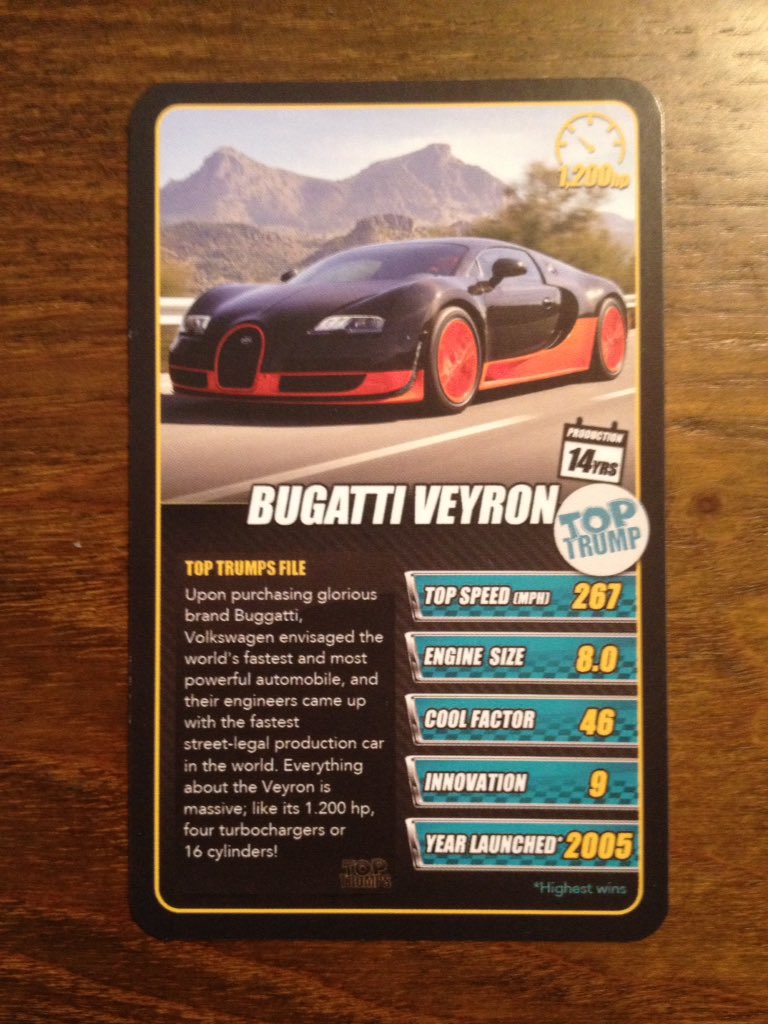 1,200hp
PRODUCTION
14YRS
BUGATTI VEYRON
TOP
TRUMP
TOP TRUMPS FILE
Upon purchasing glorious
brand Buggatti,
Volkswagen envisaged the
world's fastest and most
powerful automobile, and
their engineers came up
with the fastest
street-legal production car
in the world. Everything
about the Veyron is
massive; like its 1.200 hp,
four turbochargers or
16 cylinders!
TOP
TRUMPS
TOP SPEED (MPH) 267
ENGINE SIZE 8.0
COOL FACTOR 46
INNOVATION 9
YEAR LAUNCHED* 2005
*Highest wins